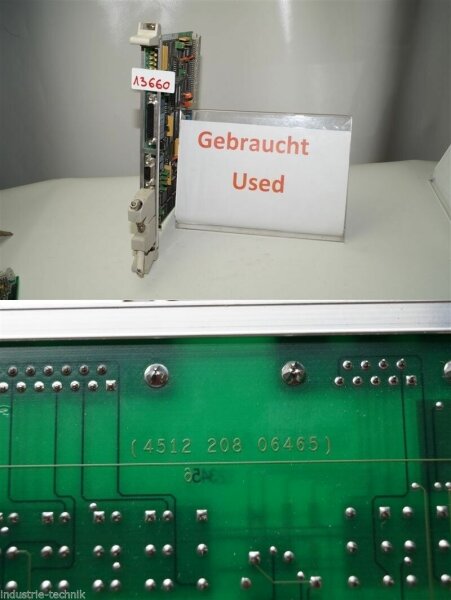 13660
Gebraucht
Used
(4512 208 06465)
industrie-technik